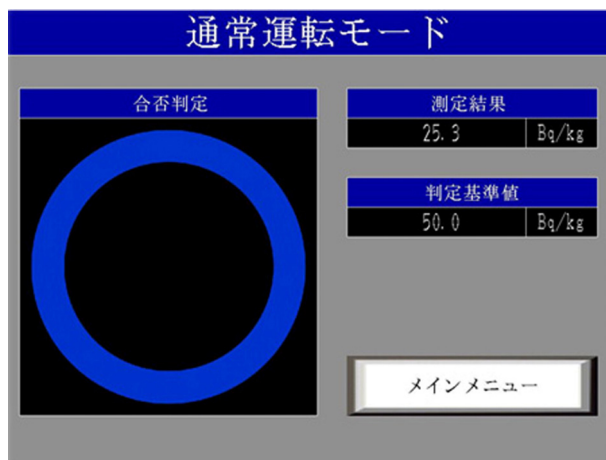 通常運転モード
合否判定
測定結果
25.3 Bq/kg
判定基準値
50.0 Bq/kg
メインメニュー